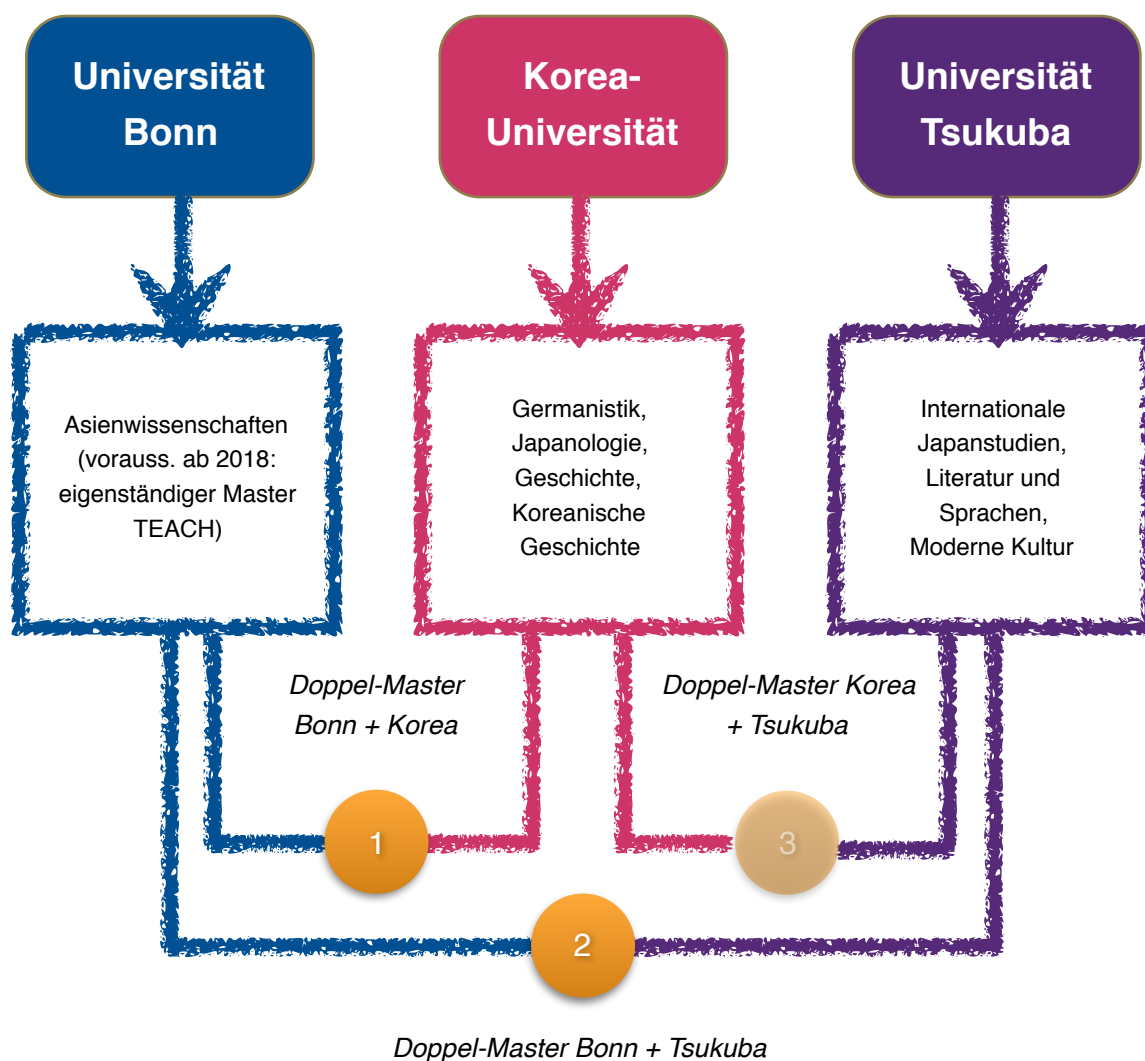 Universität
Bonn
Korea-
Universität
Universität
Tsukuba
Asienwissenschaften
(vorauss. ab 2018:
eigenständiger Master
TEACH)
Germanistik,
Japanologie,
Geschichte,
Koreanische
Geschichte
Internationale
Japanstudien,
Literatur und
Sprachen,
Moderne Kultur
Doppel-Master
Bonn + Korea
Doppel-Master Korea
+ Tsukuba
1
3
2
Doppel-Master Bonn + Tsukuba